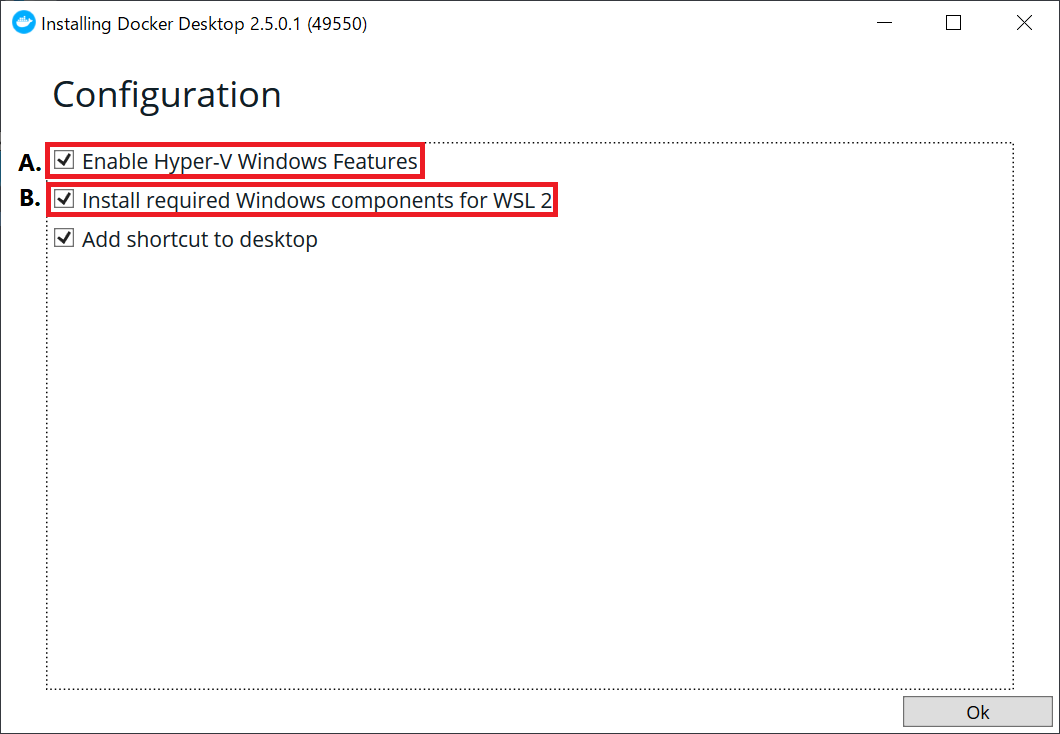 Installing Docker Desktop 2.5.0.1 (49550)
Configuration
A. Enable Hyper-V Windows Features
B. Install required Windows components for WSL 2
Add shortcut to desktop
Ok